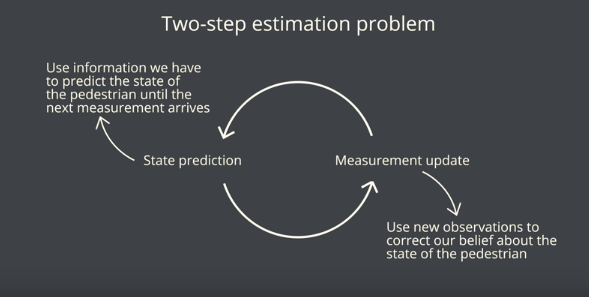 Two-step estimation problem
Use information we have
to predict the state of
the pedestrian until the
next measurement arrives
State prediction
Measurement update
Use new observations to
correct our belief about the
state of the pedestrian